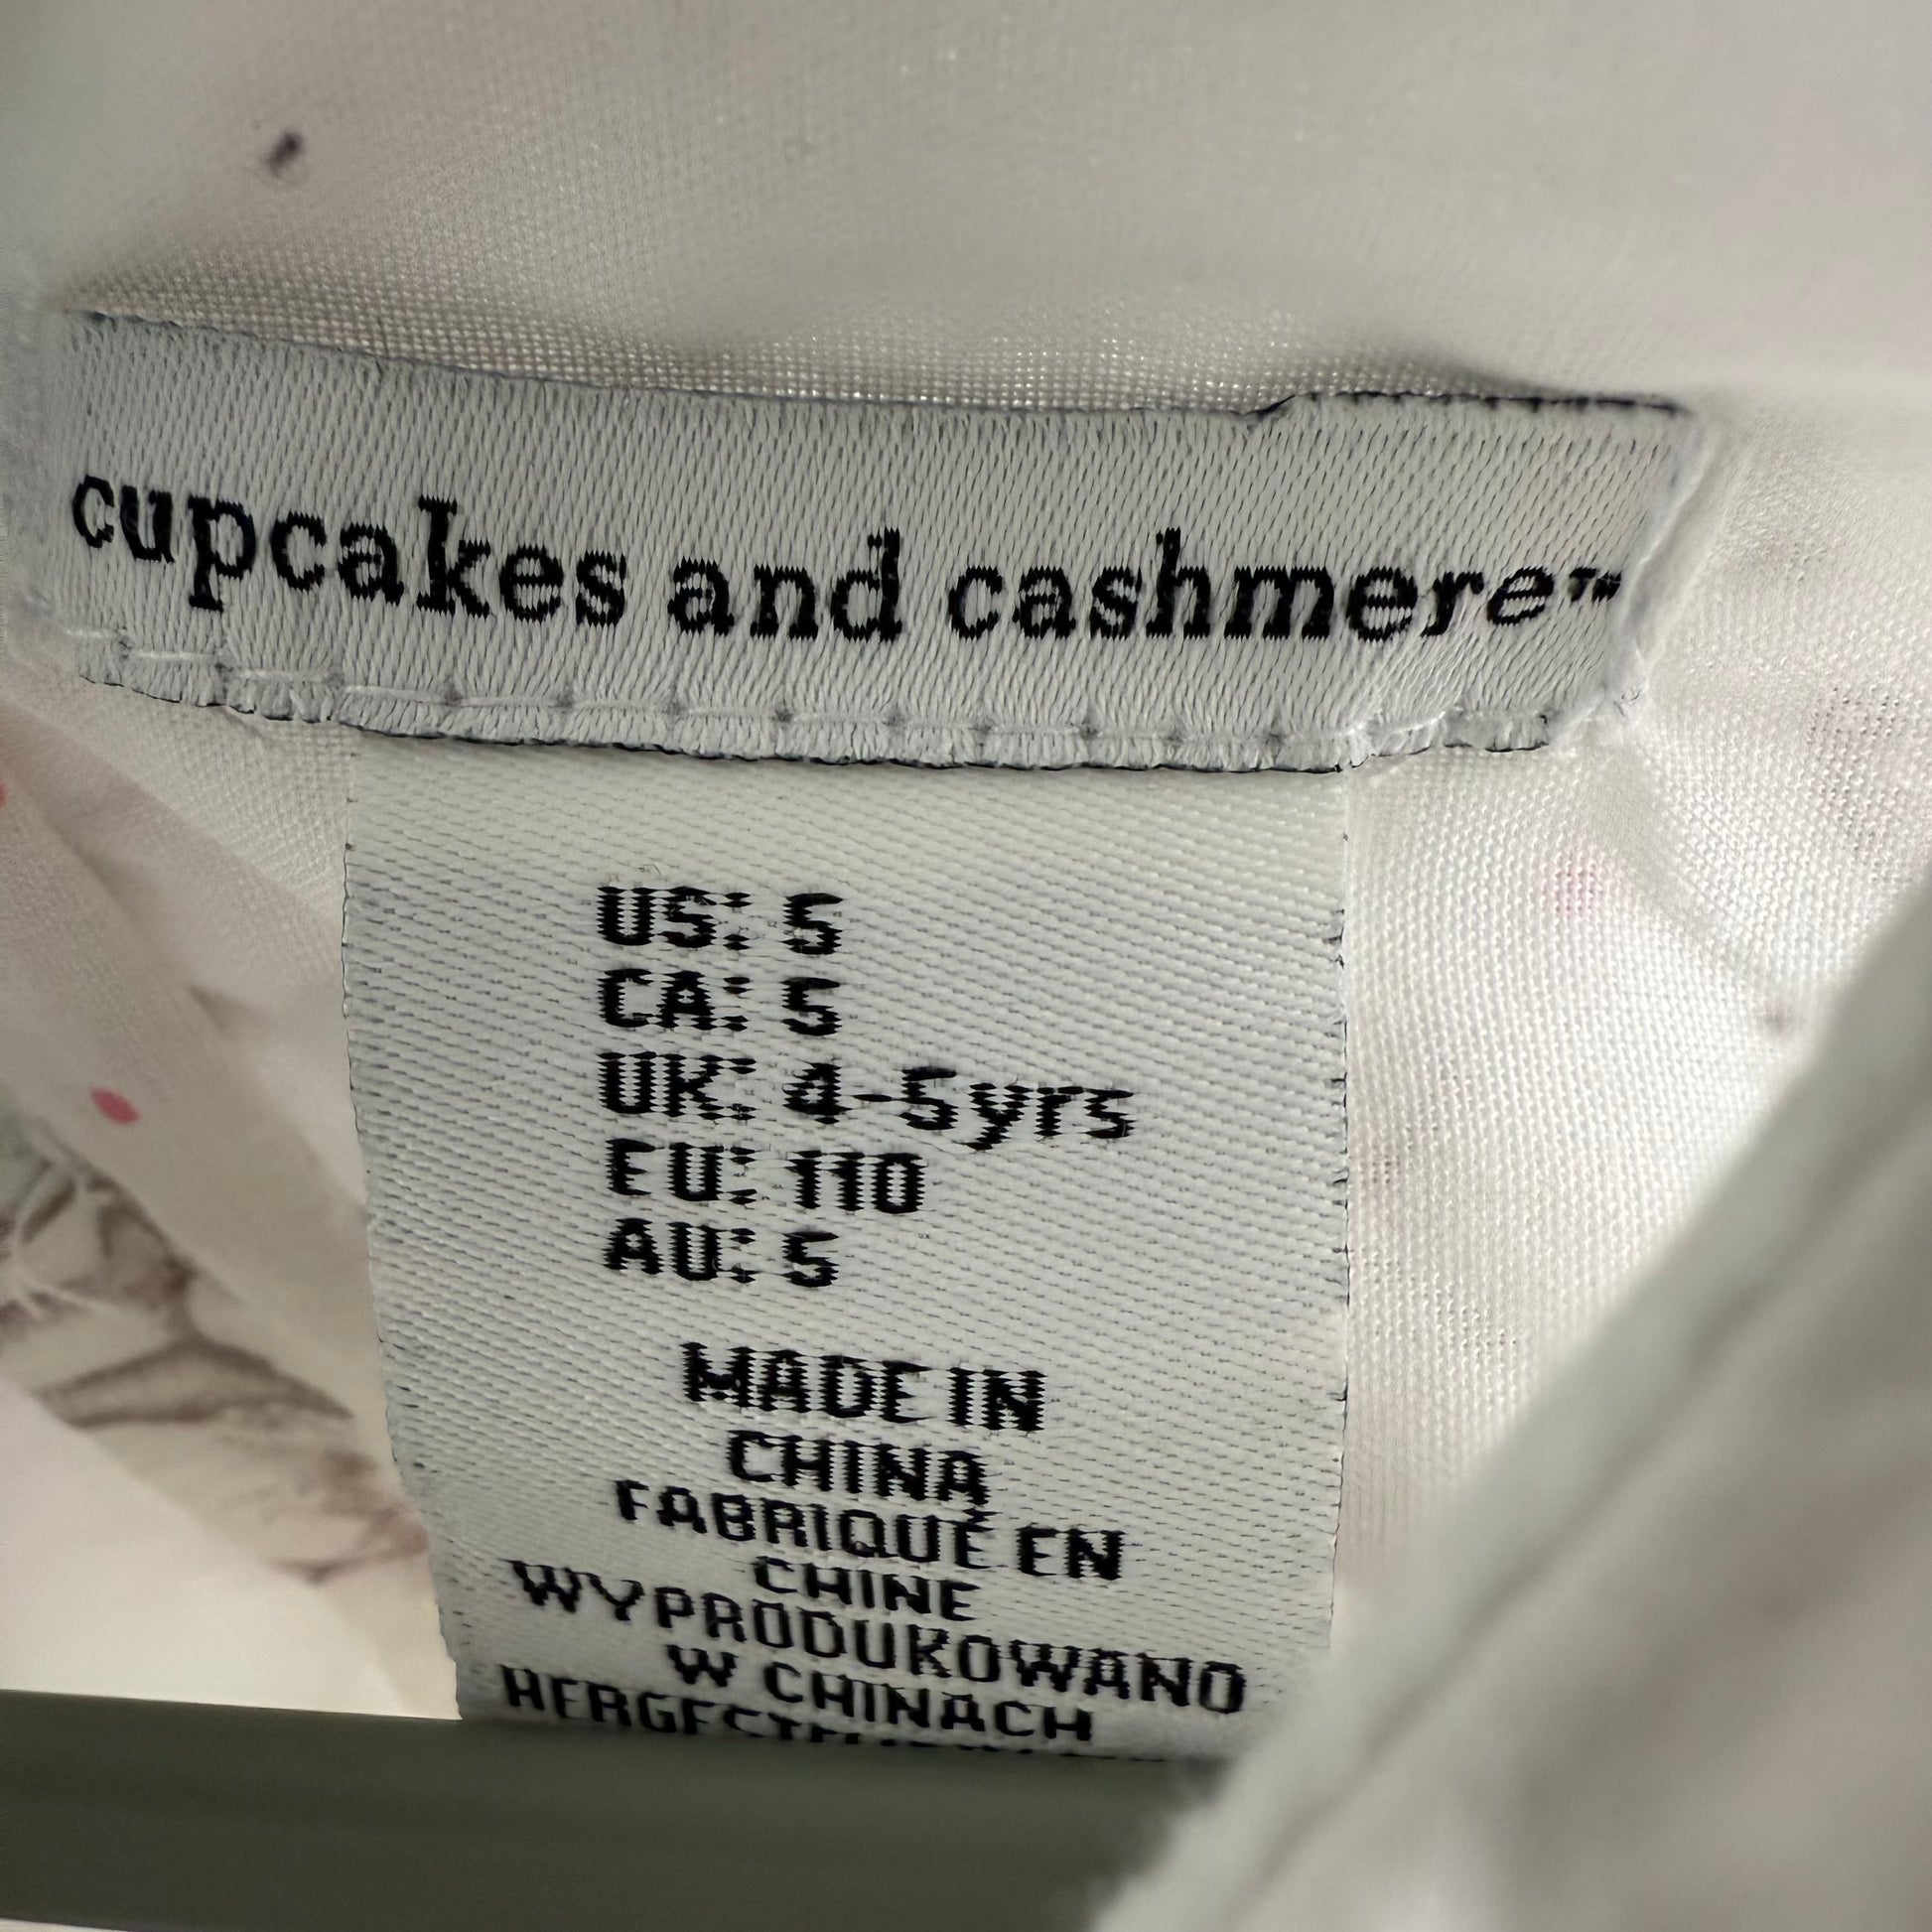 cupcakes and cashmere™
US: 5
CA: 5
UK: 4-5yrs
EU: 110
AU: 5
MADE IN
CHINA
FABRIQUÉ EN
CHINE
WYPRODUKOWANO
W CHINACH